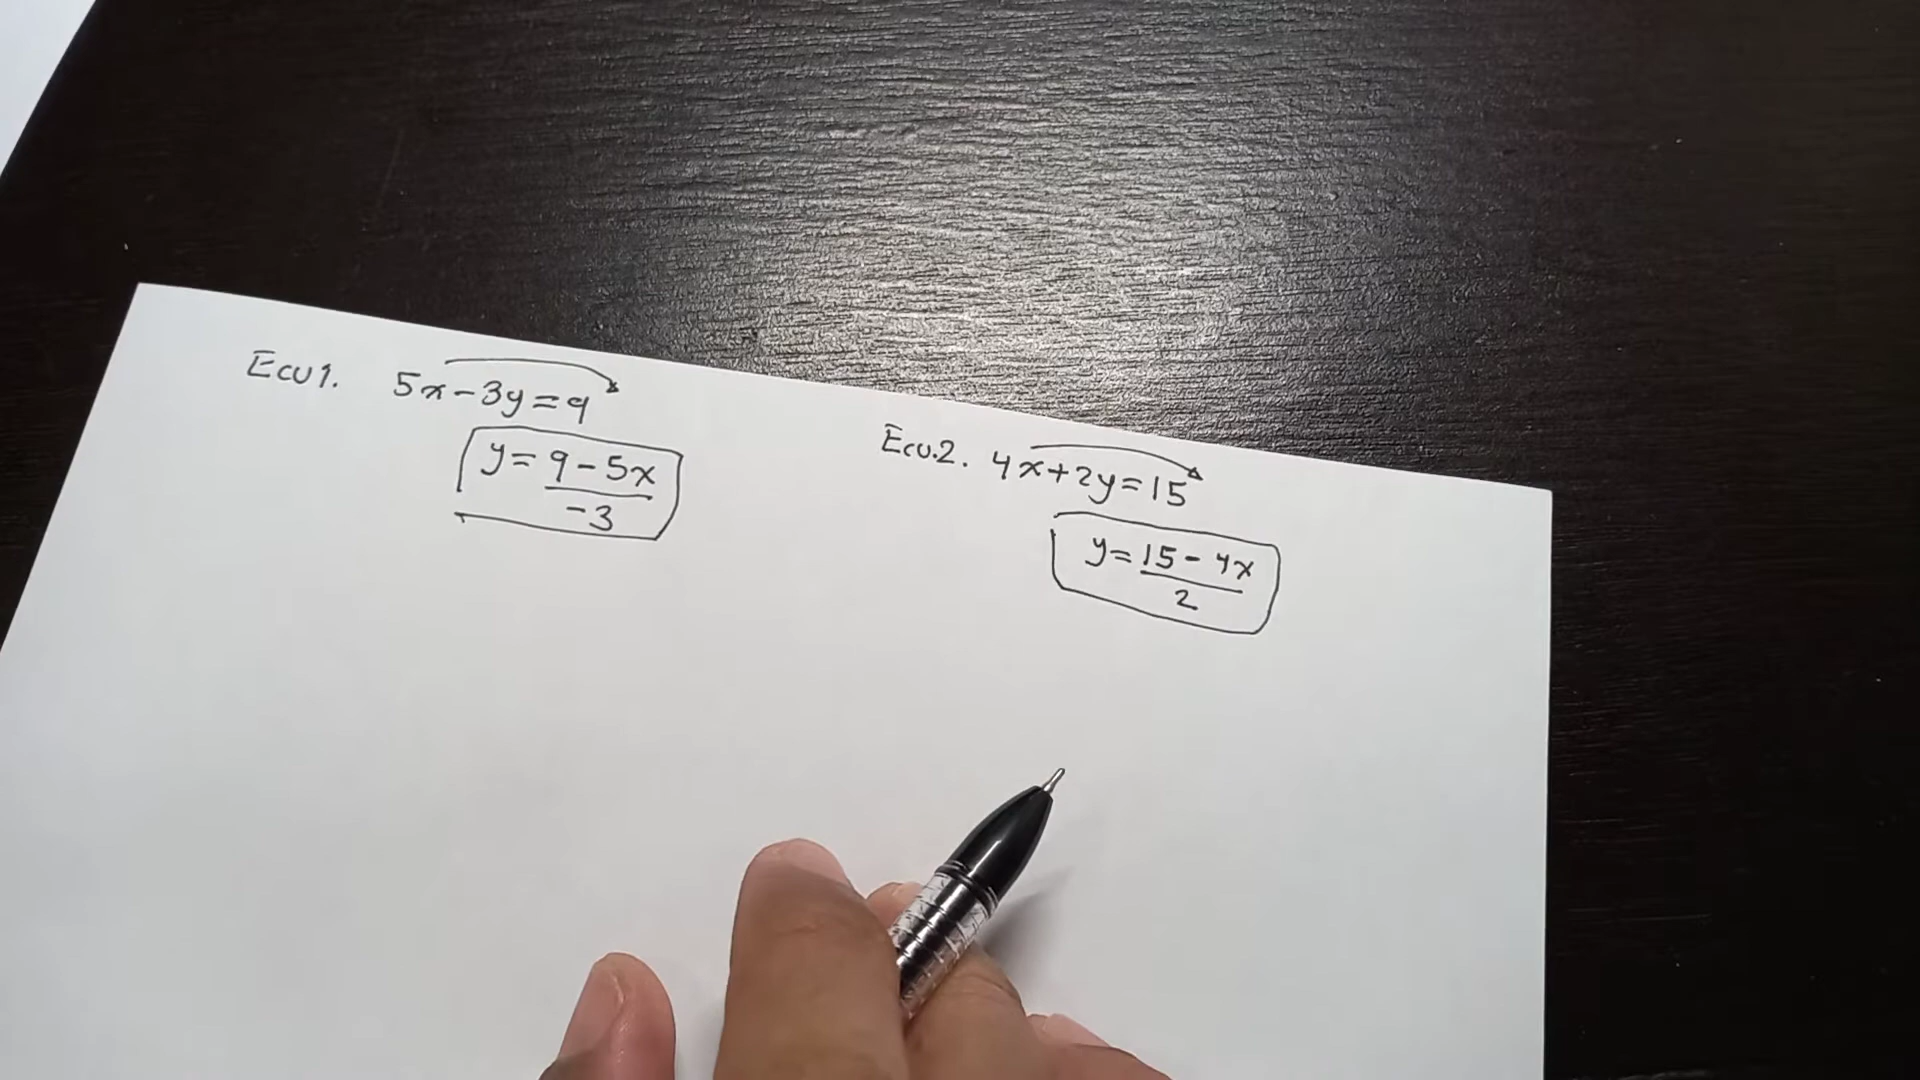 Ecu1. 5x-3y=9
y= 9-5x
-3
Ecu.2. 4x+2y=15
y= 15-4x
2